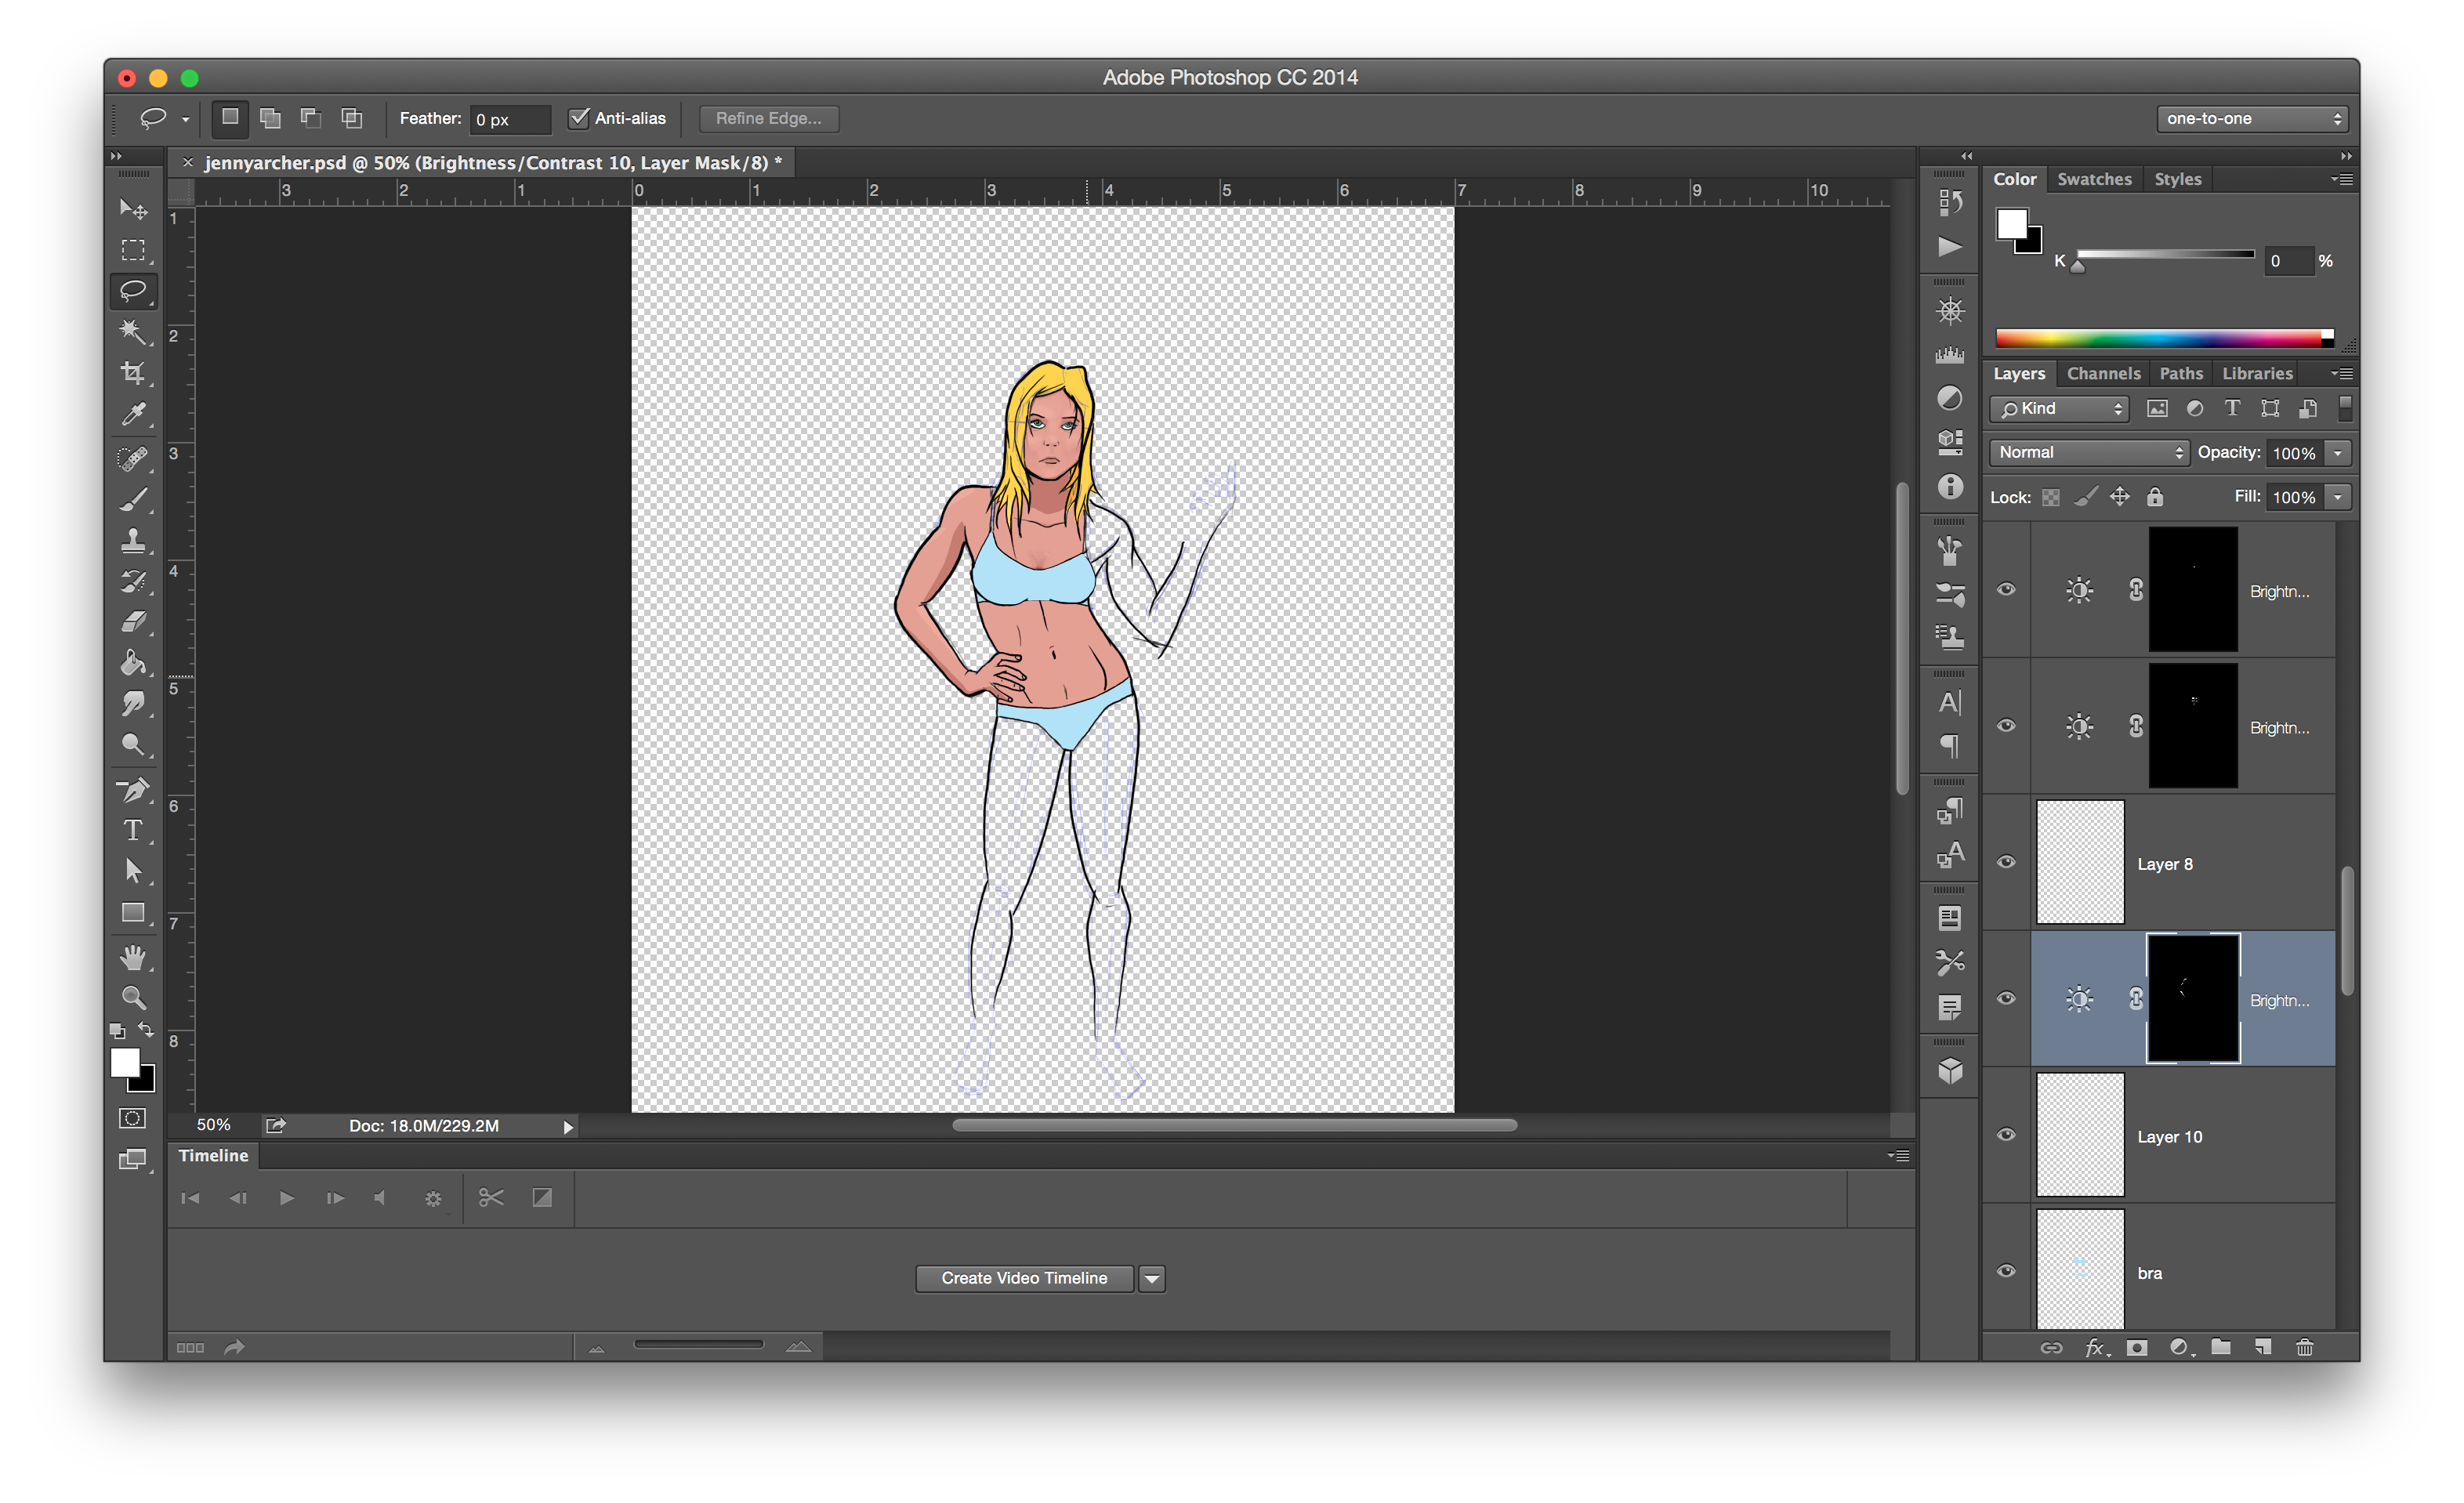 Adobe Photoshop CC 2014
Feather: 0 px Anti-alias Refine Edge... one-to-one
jennyarcher.psd @ 50% (Brightness/Contrast 10, Layer Mask/8) *
3 2 1 0 1 2 3 4 5 6 7 8 9 10
1
2
3
4
5
6
7
8
50% Doc: 18.0M/229.2M
Timeline
Create Video Timeline
Color Swatches Styles
K 0 %
Layers Channels Paths Libraries
Kind
Normal Opacity: 100%
Lock: Fill: 100%
Brightn...
Brightn...
Layer 8
Brightn...
Layer 10
bra
fx